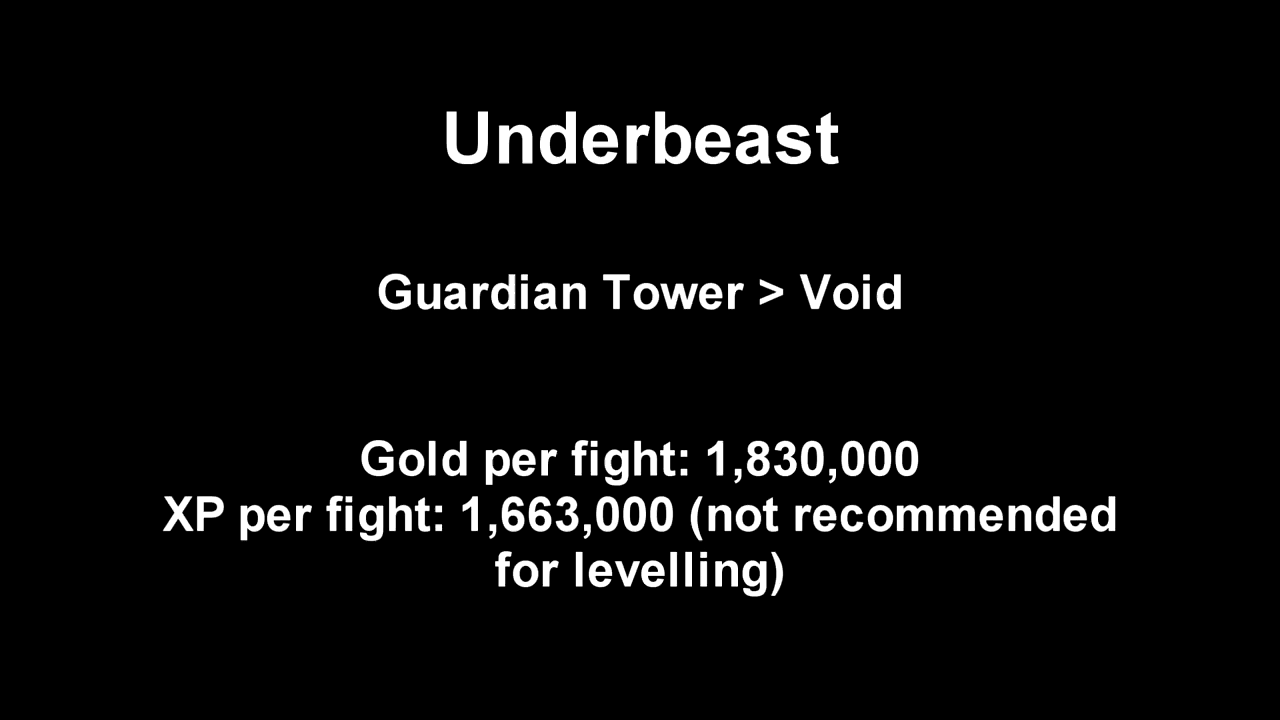 Underbeast
Guardian Tower > Void
Gold per fight: 1,830,000
XP per fight: 1,663,000 (not recommended
for levelling)